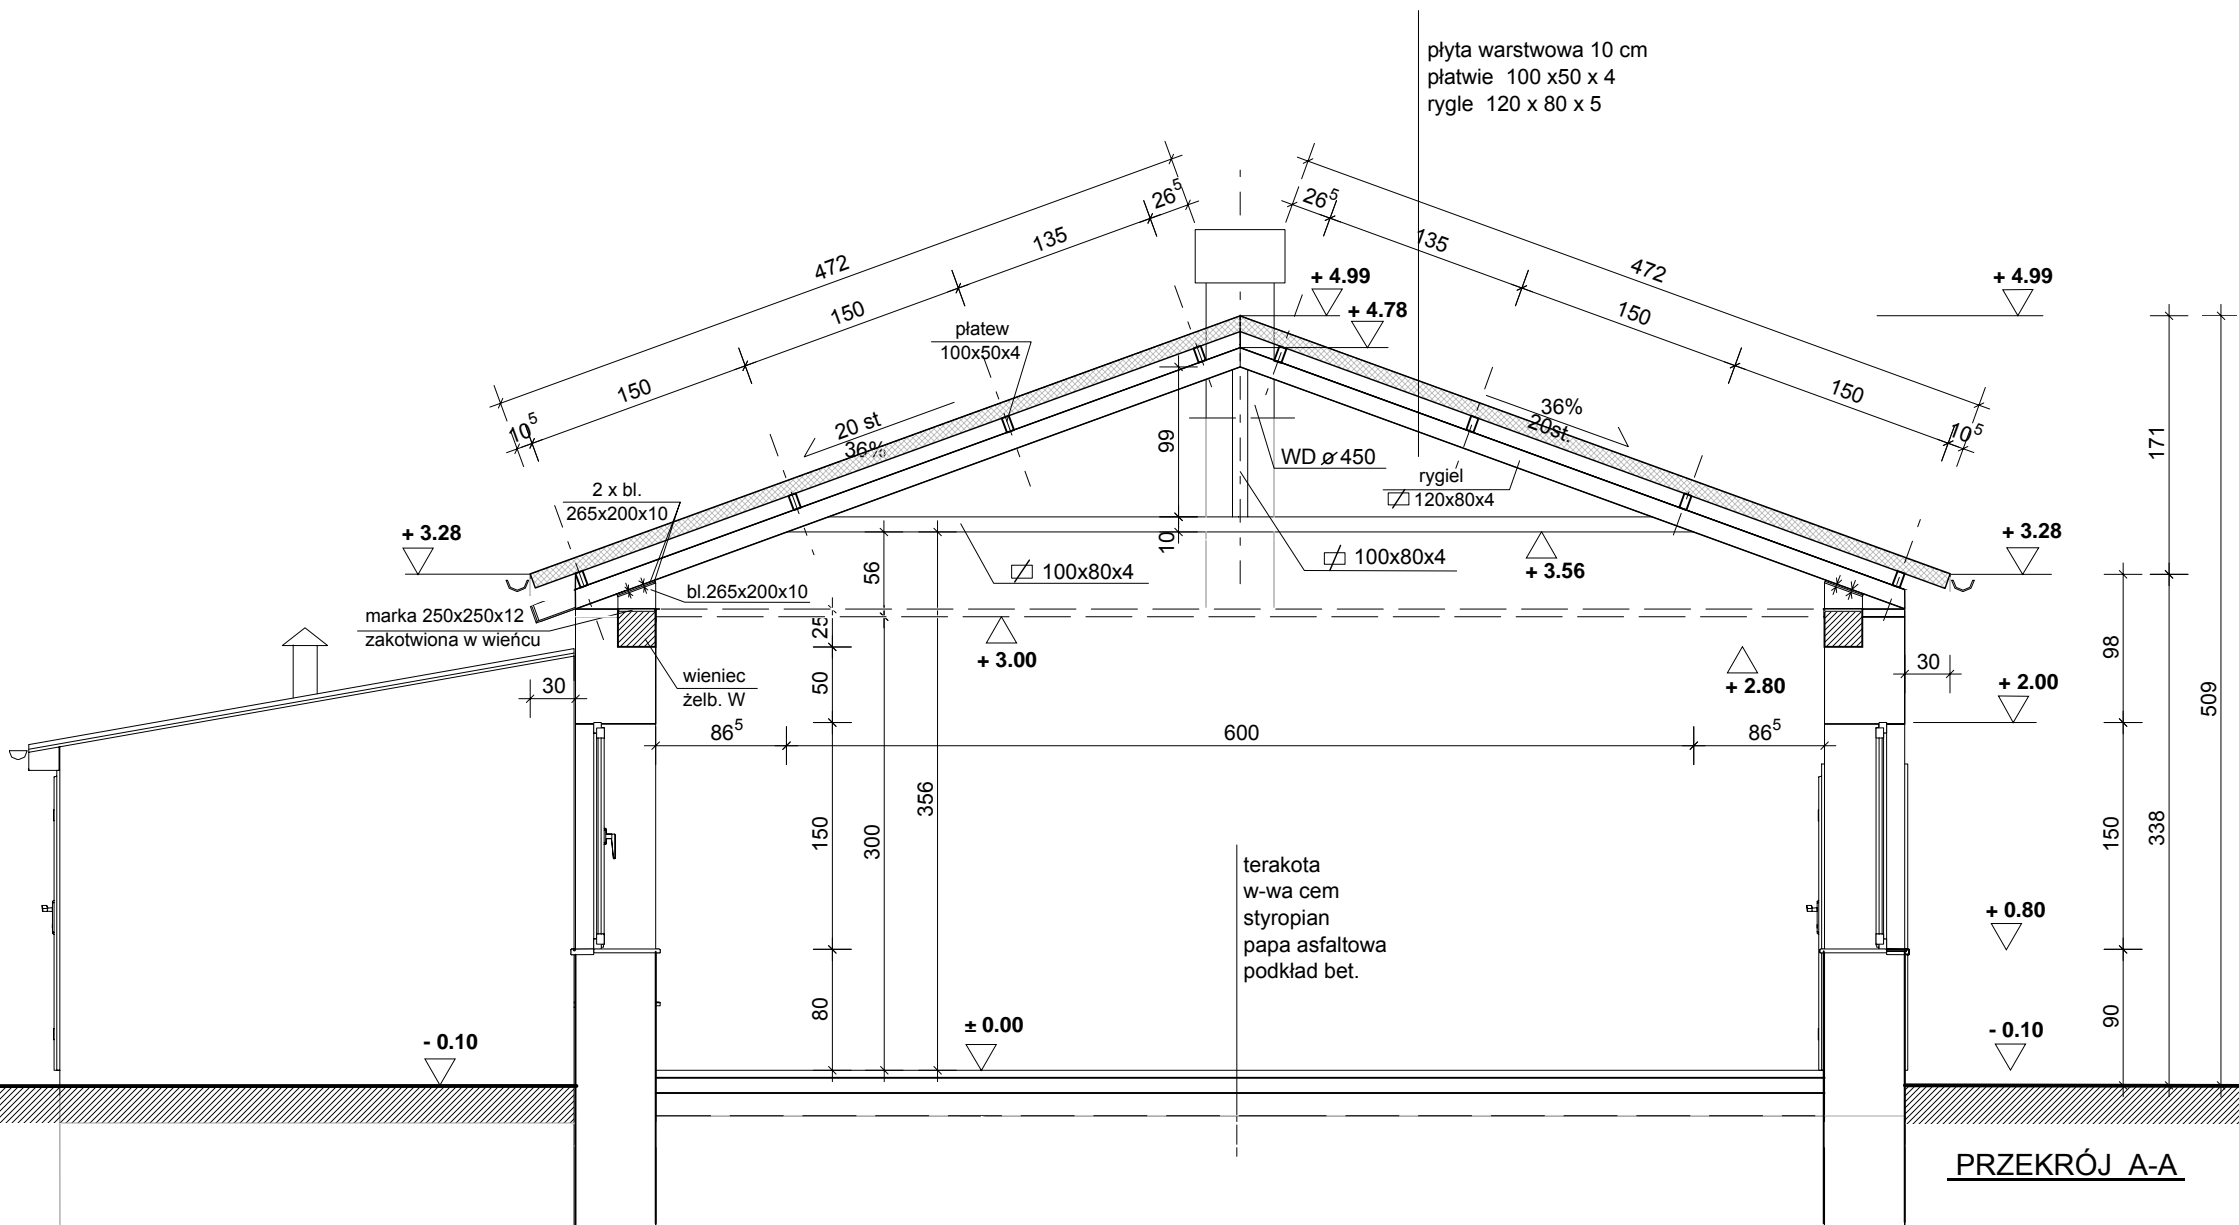 płyta warstwowa 10 cm
płatwie 100 x50 x 4
rygle 120 x 80 x 5
472
26⁵
135
150
150
10⁵
26⁵
135
472
150
150
10⁵
+ 4.99
+ 4.78
+ 4.99
płatew
100x50x4
20 st
36%
36%
20st.
99
WD ø 450
rygiel
120x80x4
171
2 x bl.
265x200x10
+ 3.28
+ 3.28
10
100x80x4
100x80x4
+ 3.56
56
bl.265x200x10
marka 250x250x12
zakotwiona w wieńcu
25
+ 3.00
+ 2.80
98
30
wieniec
żelb. W
50
30
+ 2.00
509
86⁵
600
86⁵
150
300
356
150
338
terakota
w-wa cem
styropian
papa asfaltowa
podkład bet.
+ 0.80
80
± 0.00
90
- 0.10
- 0.10
PRZEKRÓJ A-A